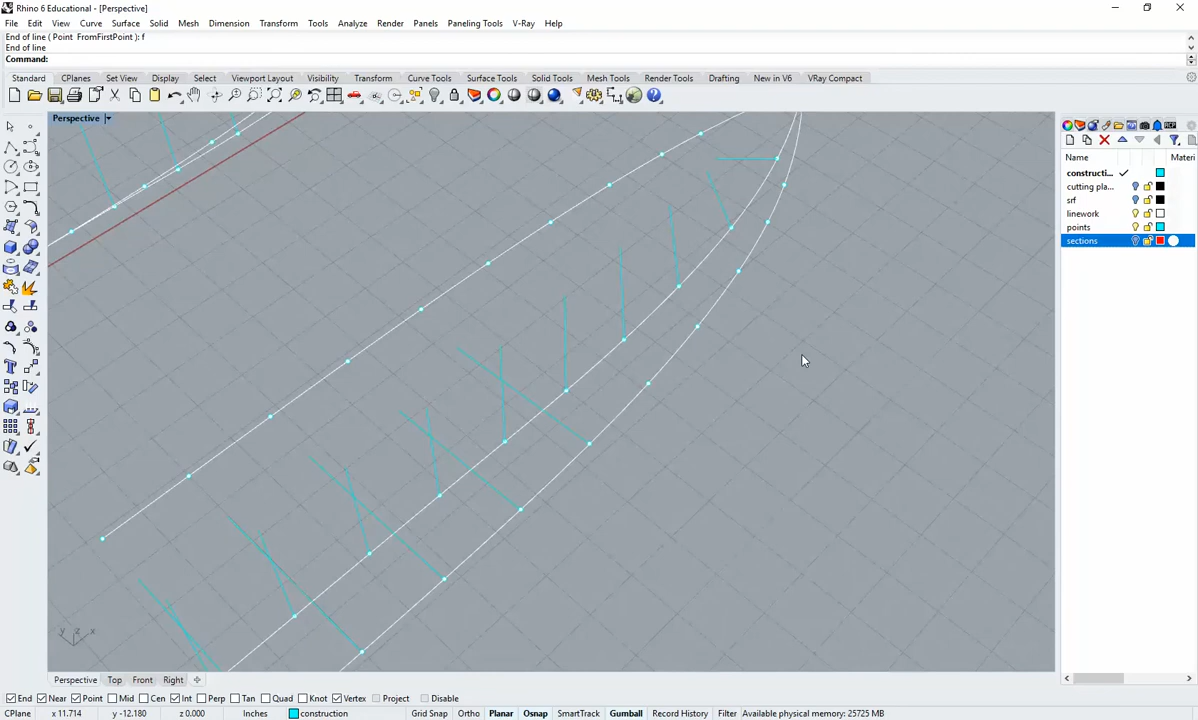 Rhino 6 Educational - [Perspective]
File Edit View Curve Surface Solid Mesh Dimension Transform Tools Analyze Render Panels Paneling Tools V-Ray Help
End of line ( Point FromFirstPoint ): f
End of line
Command:
Standard CPlanes Set View Display Select Viewport Layout Visibility Transform Curve Tools Surface Tools Solid Tools Mesh Tools Render Tools Drafting New in V6 VRay Compact
Perspective
Name Materi
constructi...
cutting pla...
srf
linework
points
sections
z
y x
Perspective Top Front Right
End Near Point Mid Cen Int Perp Tan Quad Knot Vertex Project Disable
CPlane x 11.714 y -12.180 z 0.000 Inches construction Grid Snap Ortho Planar Osnap SmartTrack Gumball Record History Filter Available physical memory: 25725 MB